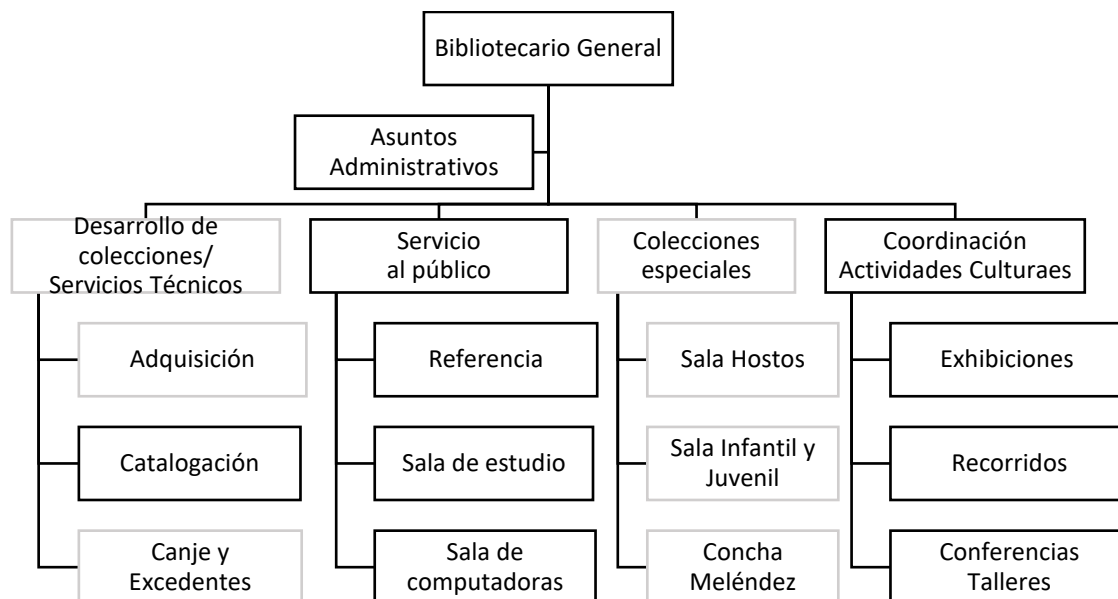 Bibliotecario General
Asuntos
Administrativos
Desarrollo de
colecciones/
Servicios Técnicos
Servicio
al público
Colecciones
especiales
Coordinación
Actividades Culturaes
Adquisición
Referencia
Sala Hostos
Exhibiciones
Catalogación
Sala de estudio
Sala Infantil y
Juvenil
Recorridos
Canje y
Excedentes
Sala de
computadoras
Concha
Meléndez
Conferencias
Talleres